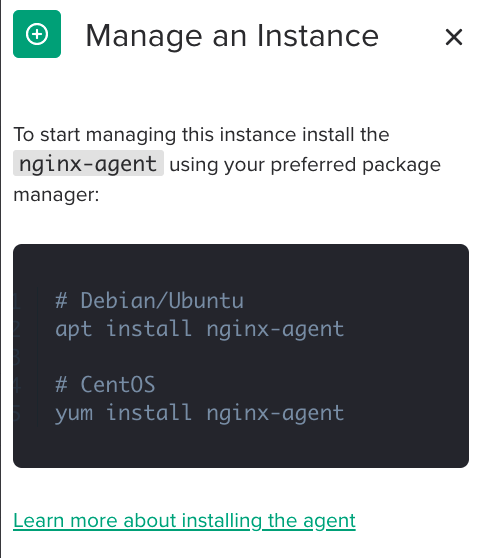 Manage an Instance
To start managing this instance install the
nginx-agent using your preferred package
manager:
1 # Debian/Ubuntu
2 apt install nginx-agent
3
4 # CentOS
5 yum install nginx-agent
Learn more about installing the agent